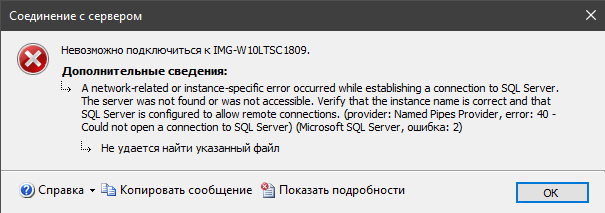 Соединение с сервером
Невозможно подключиться к IMG-W10LTSC1809.
Дополнительные сведения:
A network-related or instance-specific error occurred while establishing a connection to SQL Server.
The server was not found or was not accessible. Verify that the instance name is correct and that
SQL Server is configured to allow remote connections. (provider: Named Pipes Provider, error: 40 -
Could not open a connection to SQL Server) (Microsoft SQL Server, ошибка: 2)
Не удается найти указанный файл
Справка Копировать сообщение Показать подробности OK